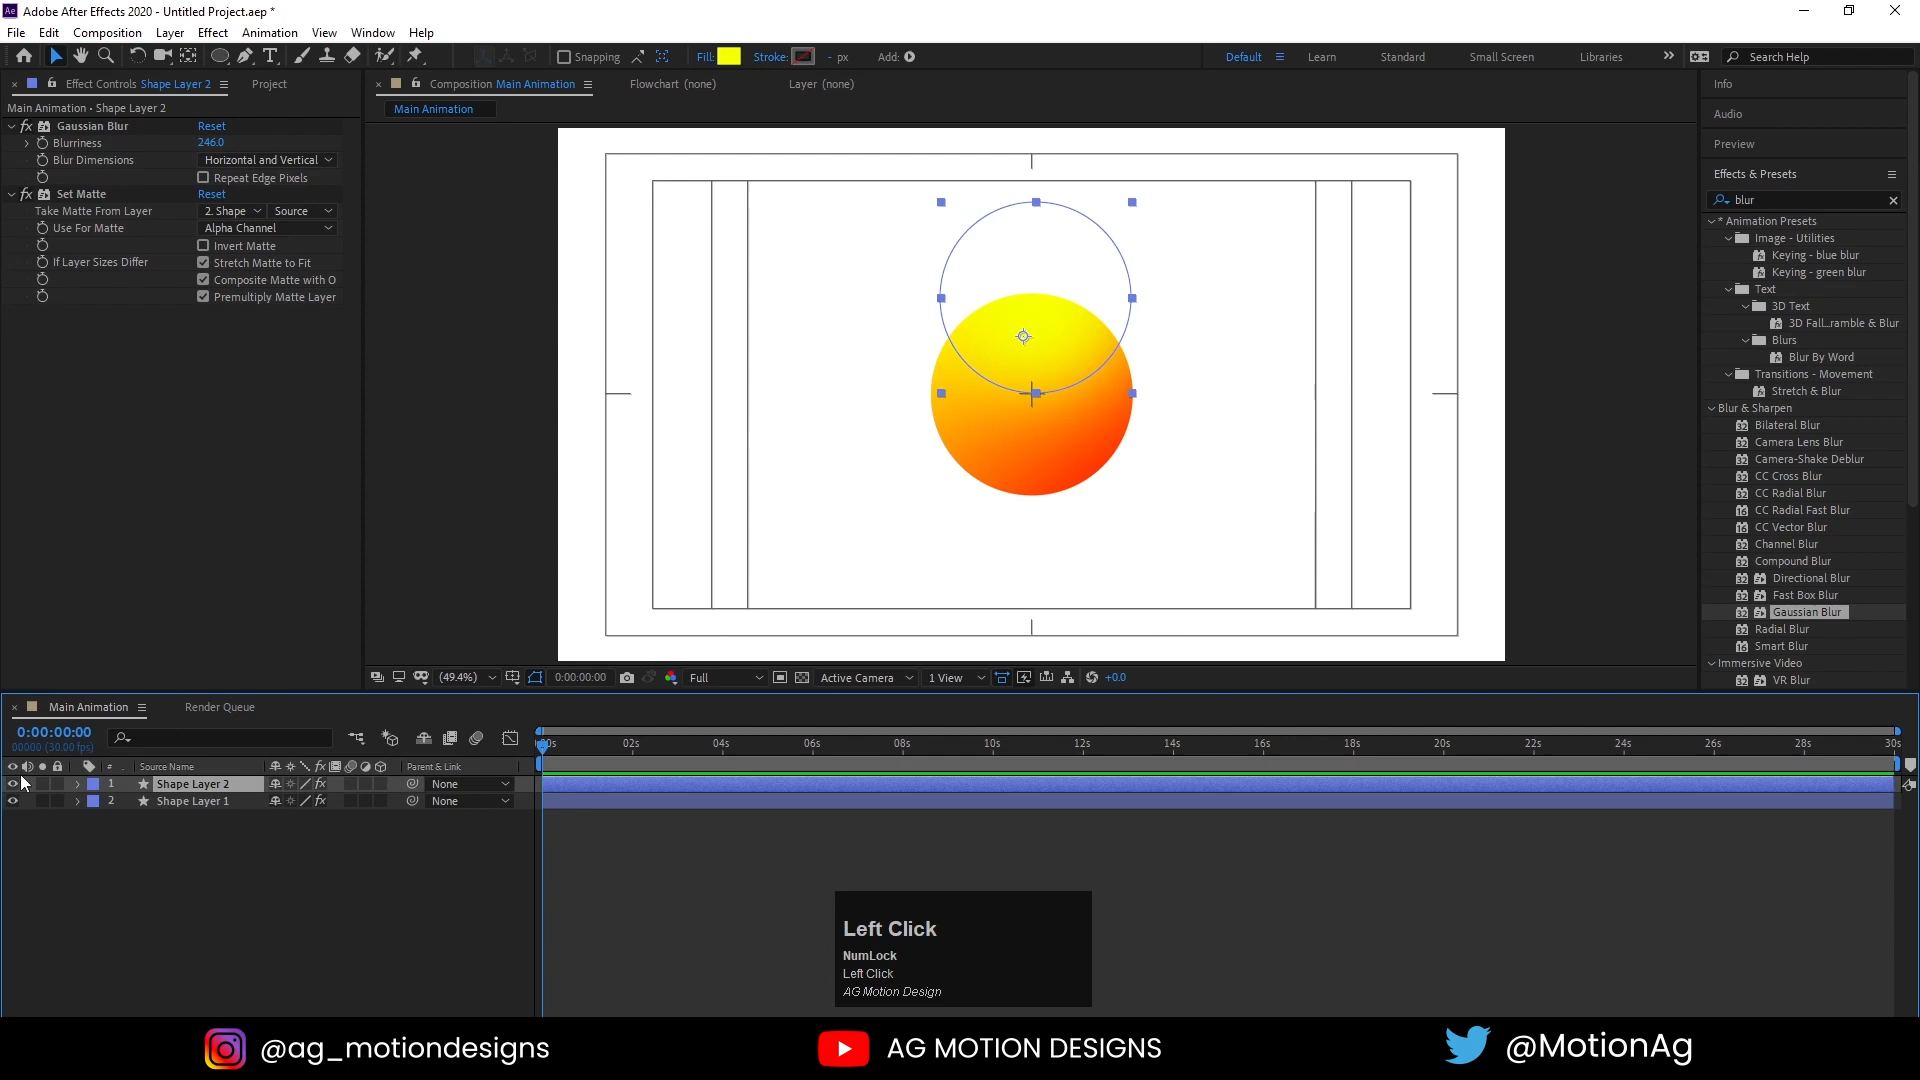 Adobe After Effects 2020 - Untitled Project.aep *
File Edit Composition Layer Effect Animation View Window Help
Snapping Fill: Stroke: - px Add: Default Learn Standard Small Screen Libraries Search Help
Effect Controls Shape Layer 2 Project
Main Animation • Shape Layer 2
fx Gaussian Blur Reset
Blurriness 246.0
Blur Dimensions Horizontal and Vertical
Repeat Edge Pixels
fx Set Matte Reset
Take Matte From Layer 2. Shape Source
Use For Matte Alpha Channel
Invert Matte
If Layer Sizes Differ Stretch Matte to Fit
Composite Matte with O
Premultiply Matte Layer
Composition Main Animation Flowchart (none) Layer (none)
Main Animation
(49.4%) 0:00:00:00 Full Active Camera 1 View +0.0
Info
Audio
Preview
Effects & Presets
blur
* Animation Presets
Image - Utilities
Keying - blue blur
Keying - green blur
Text
3D Text
3D Fall...ramble & Blur
Blurs
Blur By Word
Transitions - Movement
Stretch & Blur
Blur & Sharpen
Bilateral Blur
Camera Lens Blur
Camera-Shake Deblur
CC Cross Blur
CC Radial Blur
CC Radial Fast Blur
CC Vector Blur
Channel Blur
Compound Blur
Directional Blur
Fast Box Blur
Gaussian Blur
Radial Blur
Smart Blur
Immersive Video
VR Blur
Main Animation Render Queue
0:00:00:00
00000 (30.00 fps)
02s 04s 06s 08s 10s 12s 14s 16s 18s 20s 22s 24s 26s 28s 30s
# Source Name fx Parent & Link
1 Shape Layer 2 fx None
2 Shape Layer 1 fx None
Left Click
NumLock
Left Click
AG Motion Design
@ag_motiondesigns AG MOTION DESIGNS @MotionAg